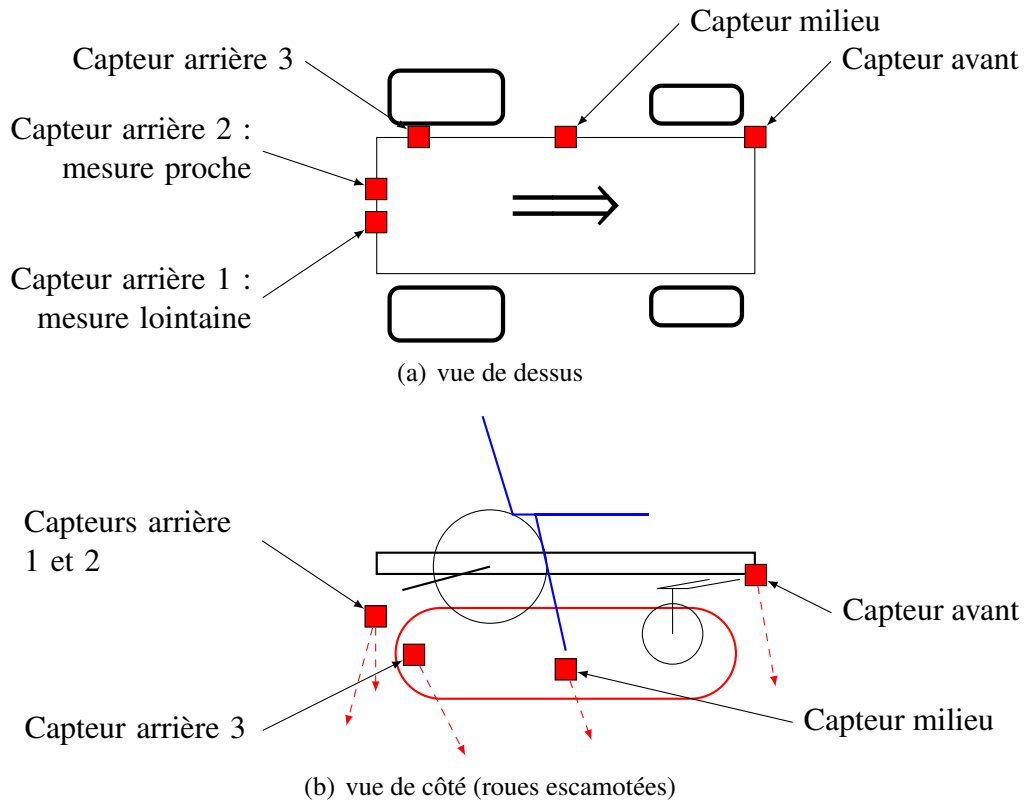 Capteur milieu
Capteur arrière 3
Capteur avant
Capteur arrière 2 :
mesure proche
Capteur arrière 1 :
mesure lointaine
(a) vue de dessus
Capteurs arrière
1 et 2
Capteur avant
Capteur arrière 3
Capteur milieu
(b) vue de côté (roues escamotées)